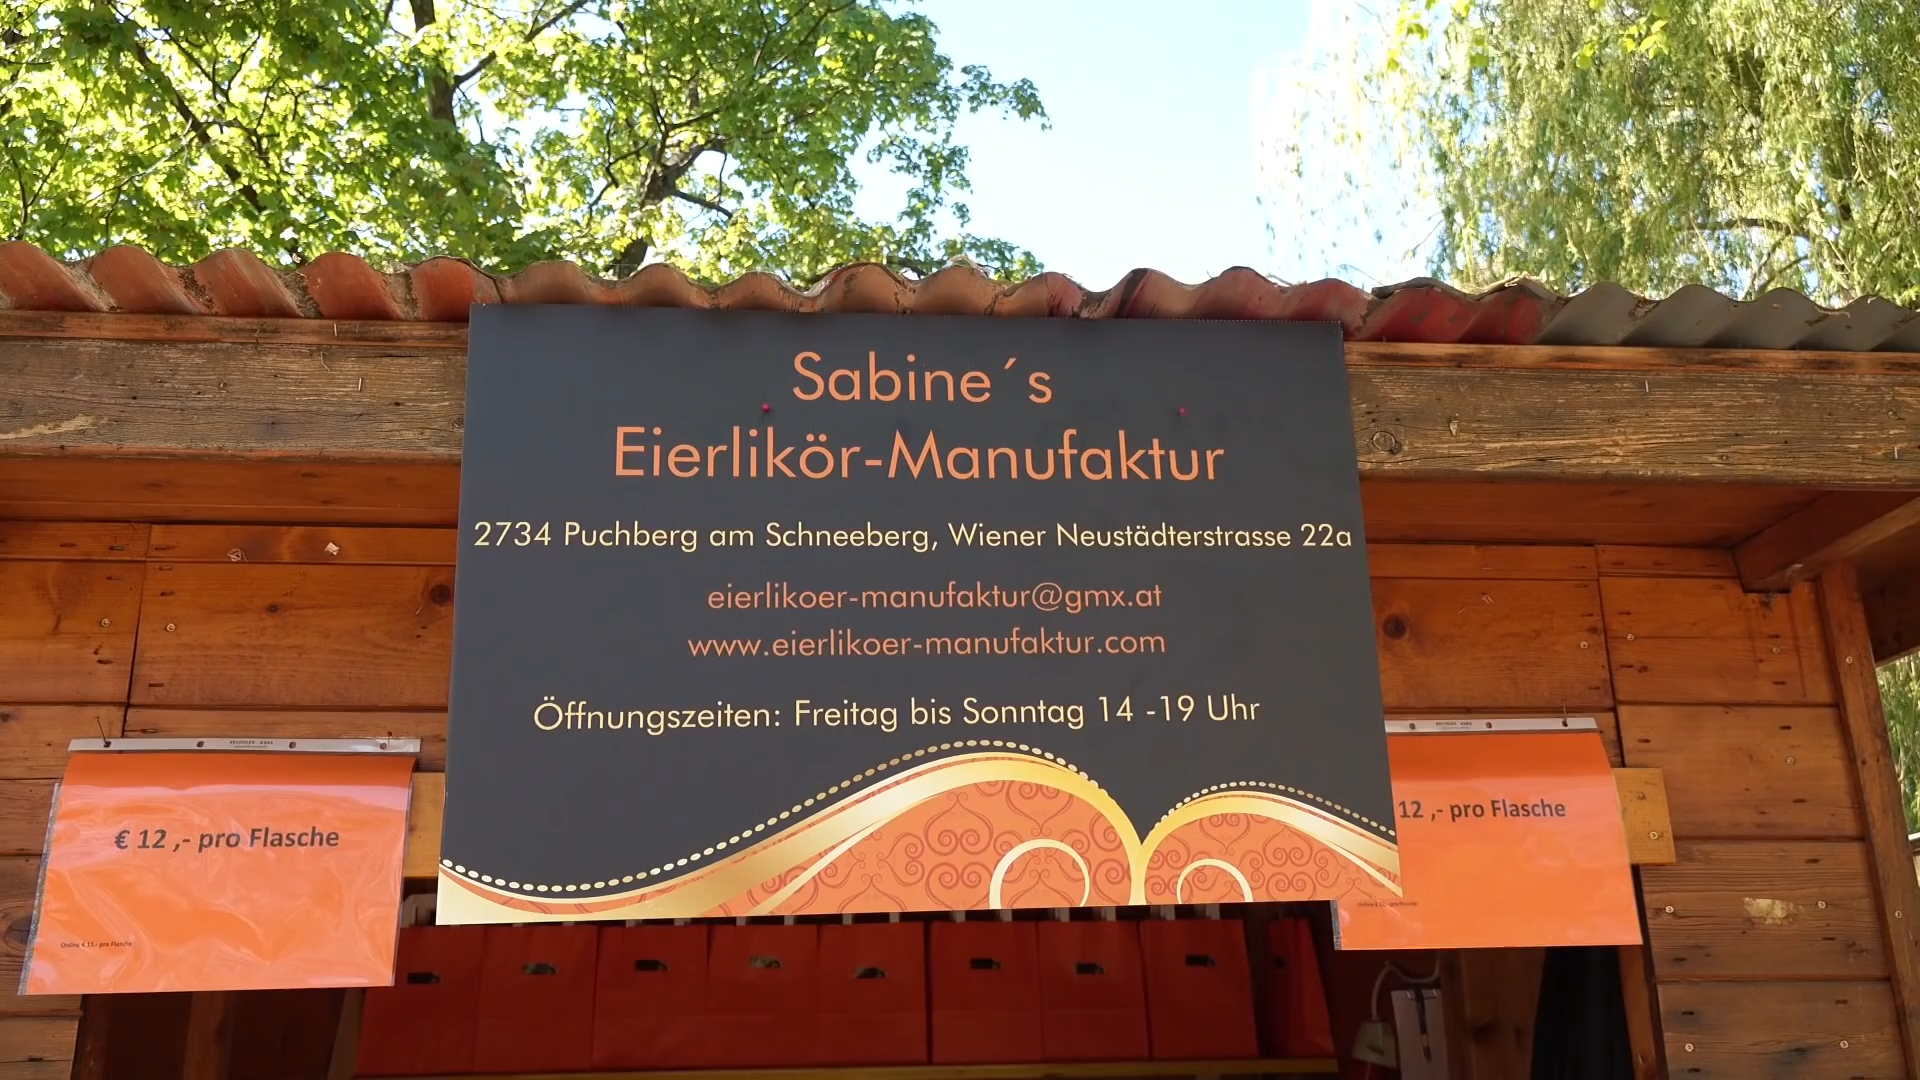 Sabine´s
Eierlikör-Manufaktur
2734 Puchberg am Schneeberg, Wiener Neustädterstrasse 22a
eierlikoer-manufaktur@gmx.at
www.eierlikoer-manufaktur.com
Öffnungszeiten: Freitag bis Sonntag 14 -19 Uhr
€ 12 ,- pro Flasche
12 ,- pro Flasche